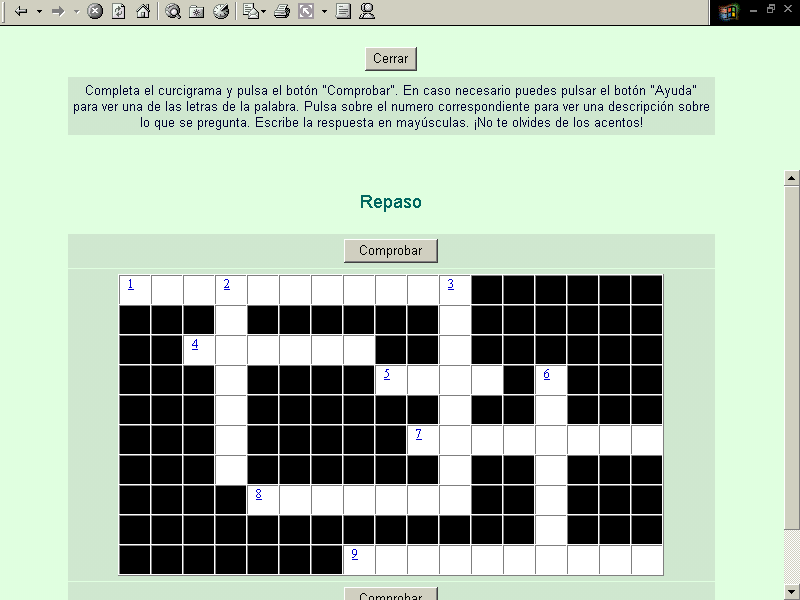 Cerrar
Completa el curcigrama y pulsa el botón "Comprobar". En caso necesario puedes pulsar el botón "Ayuda"
para ver una de las letras de la palabra. Pulsa sobre el numero correspondiente para ver una descripción sobre
lo que se pregunta. Escribe la respuesta en mayúsculas. ¡No te olvides de los acentos!
Repaso
Comprobar
1 2 3
4
5 6
7
8
9
Comprobar